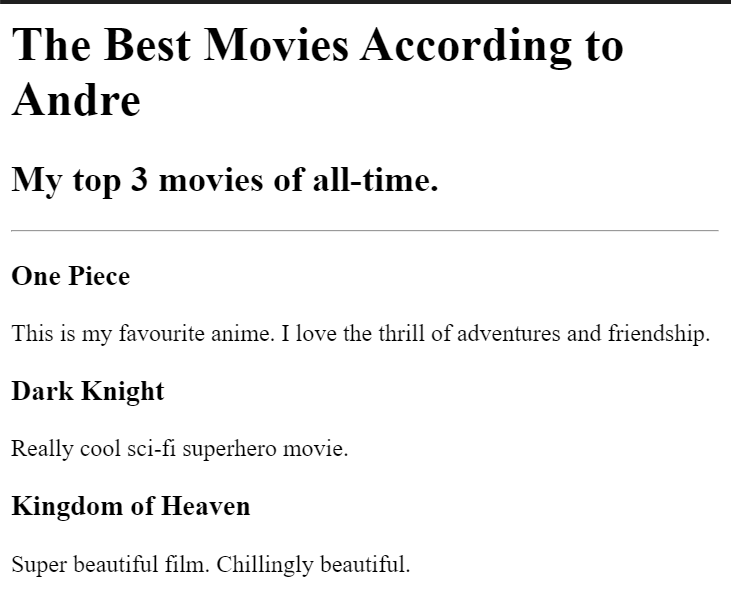 The Best Movies According to
Andre
My top 3 movies of all-time.
One Piece
This is my favourite anime. I love the thrill of adventures and friendship.
Dark Knight
Really cool sci-fi superhero movie.
Kingdom of Heaven
Super beautiful film. Chillingly beautiful.